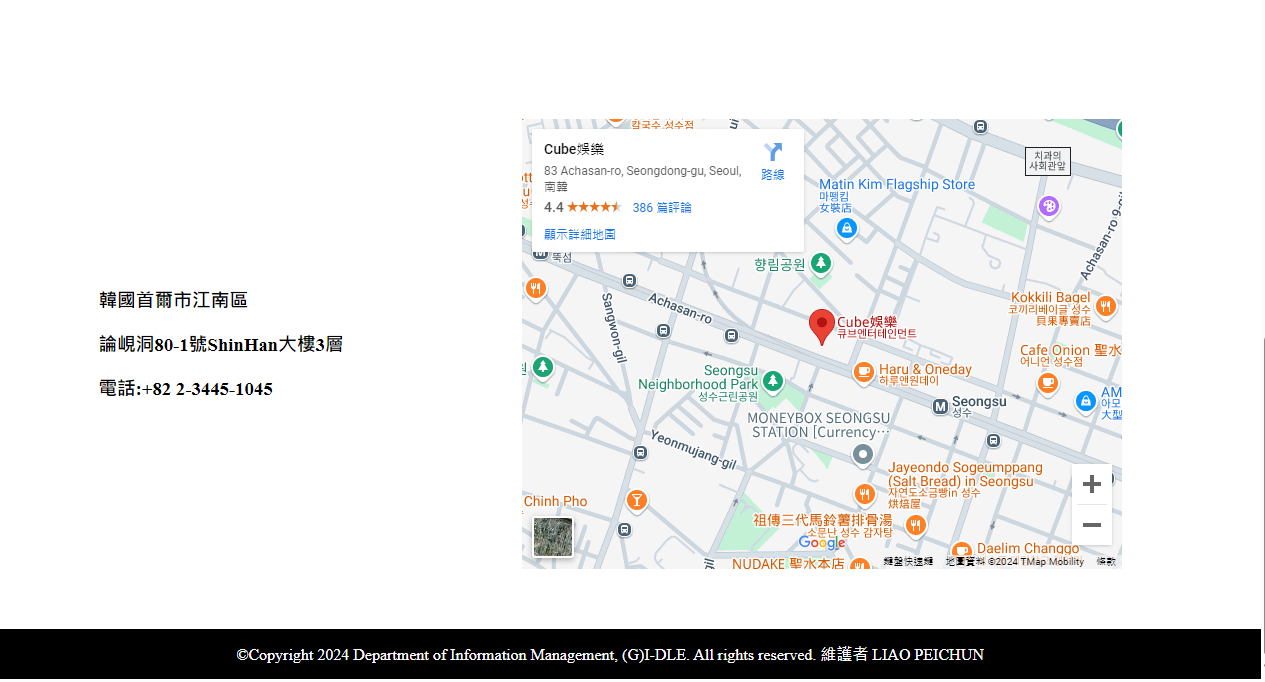 韓國首爾市江南區
論峴洞80-1號ShinHan大樓3層
電話:+82 2-3445-1045
칼국수 성수점
Cube娛樂
83 Achasan-ro, Seongdong-gu, Seoul,
南韓
4.4
386 篇評論
顯示詳細地圖
路線
치과의
사회관앞
Matin Kim Flagship Store
마뗑킴
女裝店
Achasan-ro 9-gil
뚝섬
향림공원
Sangwon-gil
Achasan-ro
Cube娛樂
큐브엔터테인먼트
Kokkili Bagel
코끼리베이글 성수
貝果專賣店
Cafe Onion 聖水
어니언 성수점
Haru & Oneday
하루앤원데이
Seongsu
Neighborhood Park
성수근린공원
AM
아모
大型
M Seongsu
성수
MONEYBOX SEONGSU
STATION [Currency…
Yeonmujang-gil
Jayeondo Sogeumppang
(Salt Bread) in Seongsu
자연도소금빵in 성수
烘焙屋
Chinh Pho
祖傳三代馬鈴薯排骨湯
소문난 성수 감자탕
Google
Daelim Changgo
NUDAKE 聖水本店
鍵盤快速鍵
地圖資料 ©2024 TMap Mobility
條款
©Copyright 2024 Department of Information Management, (G)I-DLE. All rights reserved. 維護者 LIAO PEICHUN